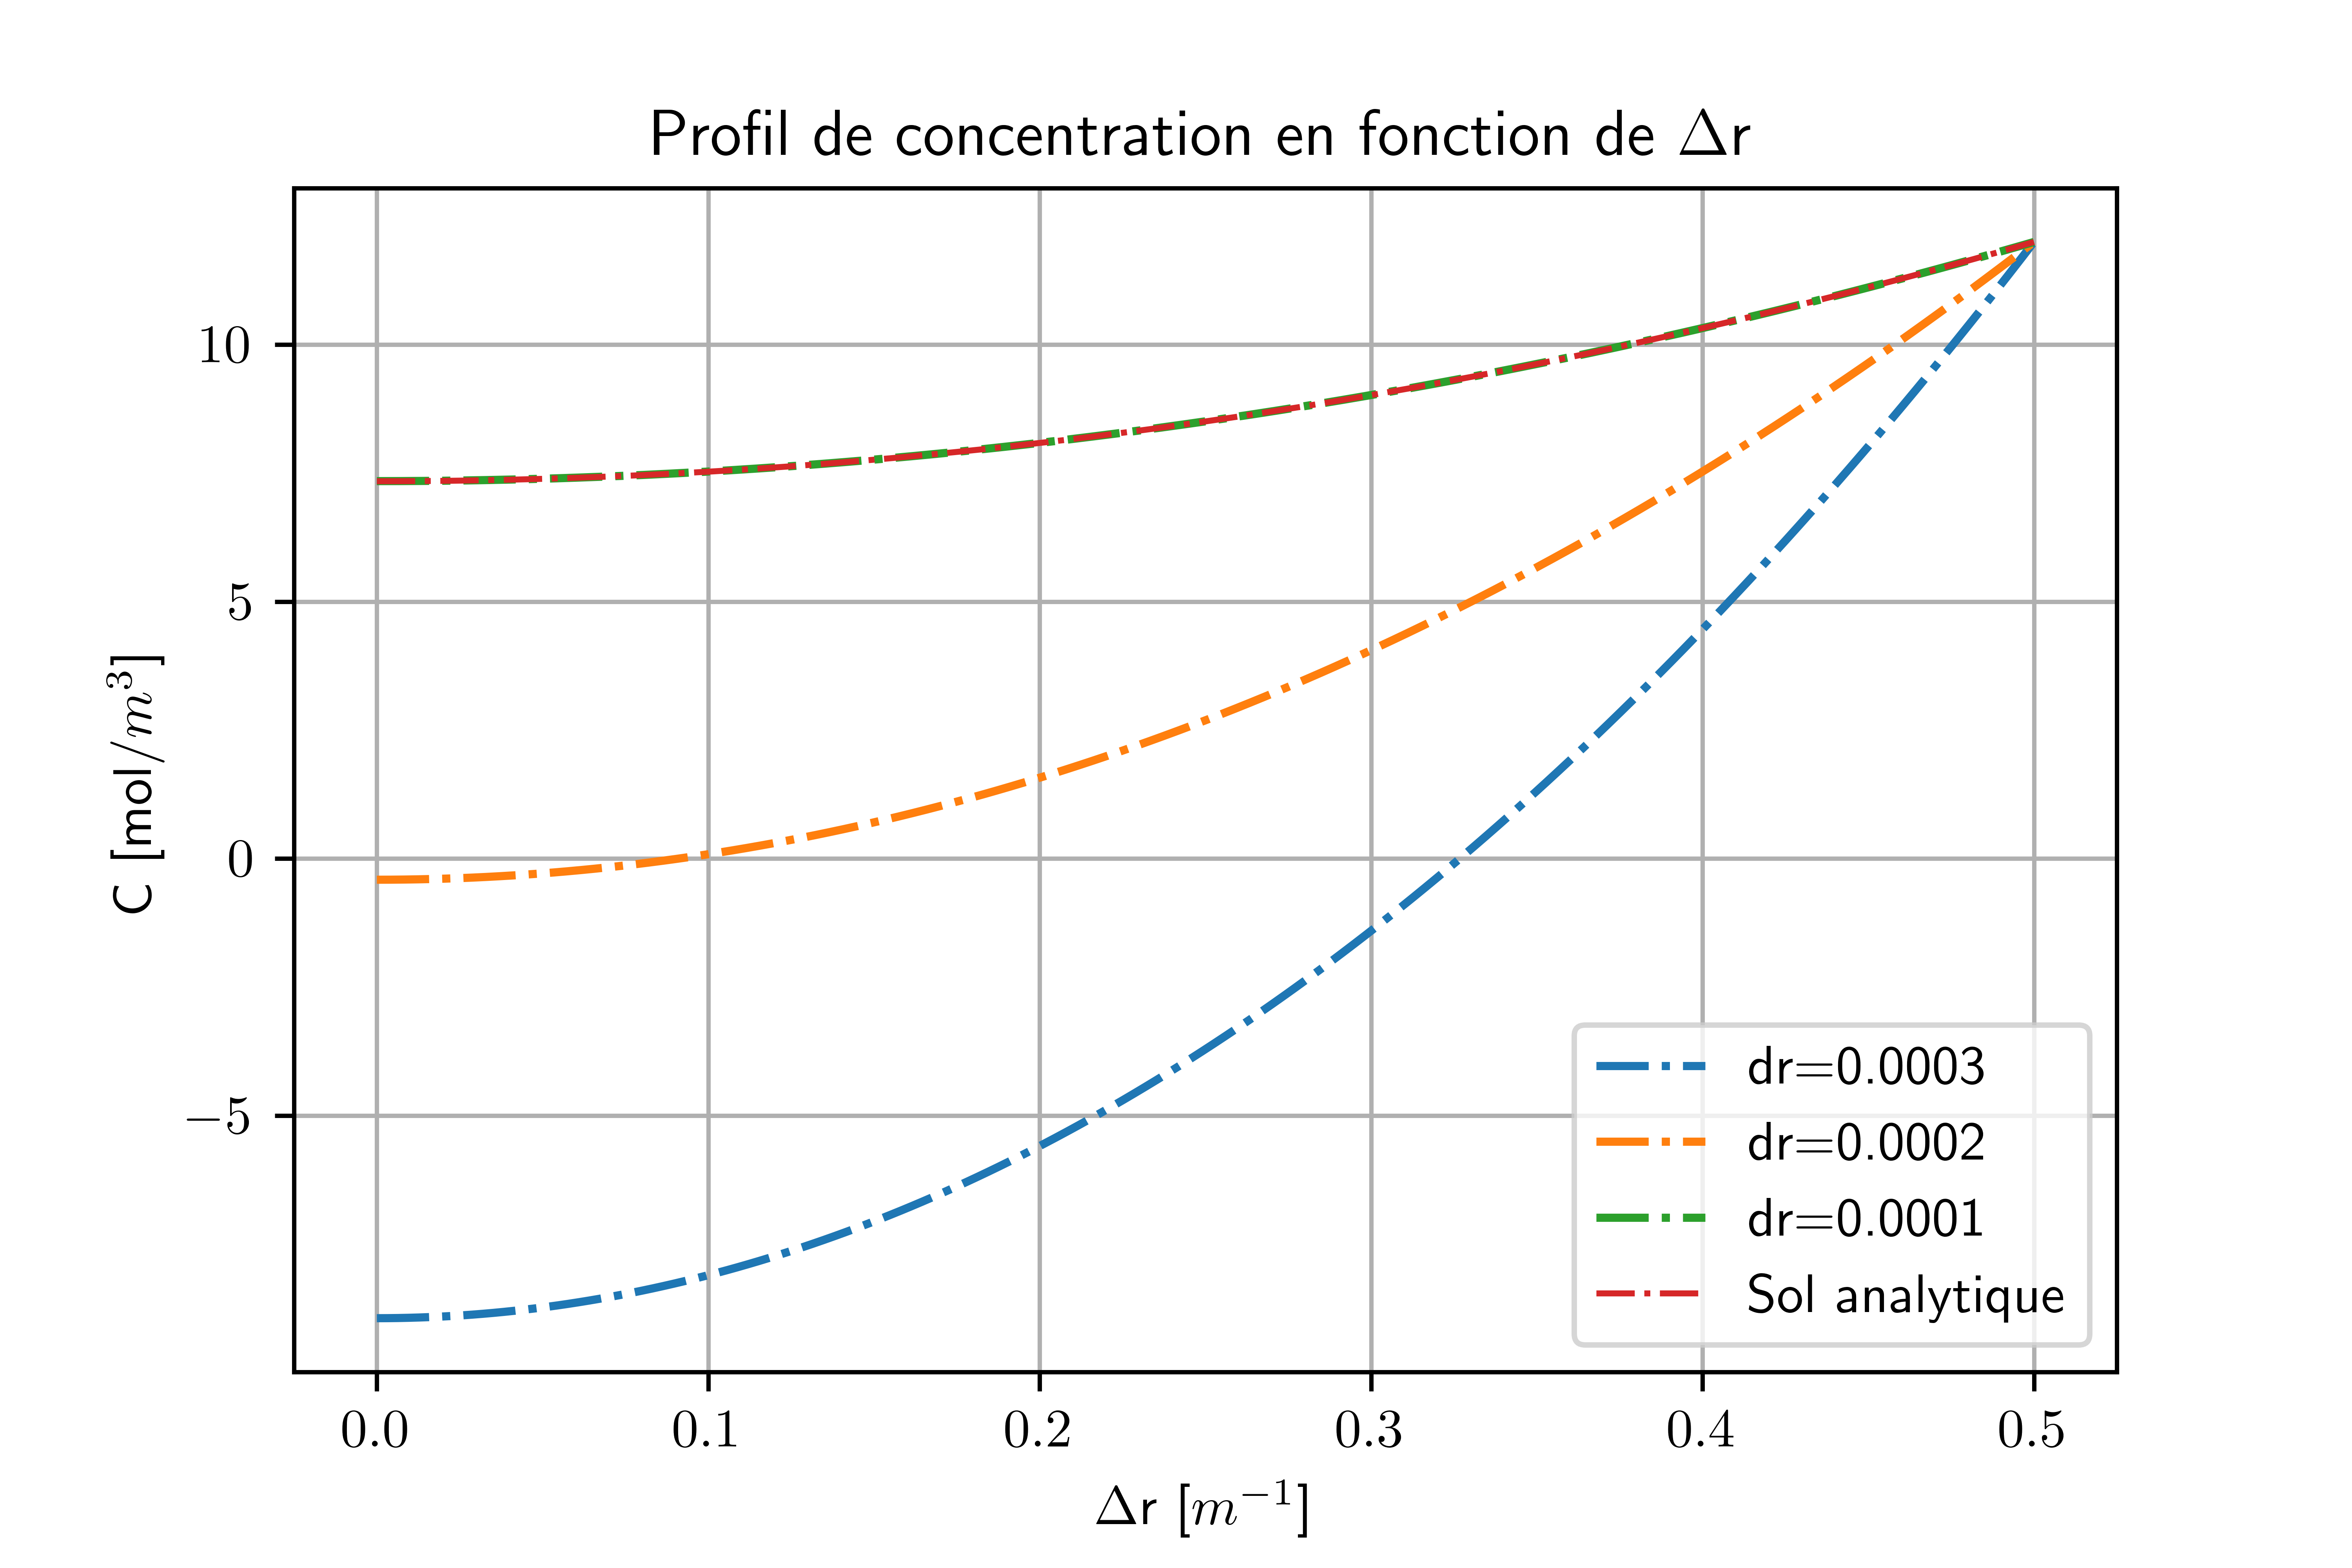 Profil de concentration en fonction de Δr
10
5
0
−5
C [mol/m³]
0.0 0.1 0.2 0.3 0.4 0.5
Δr [m⁻¹]
dr=0.0003
dr=0.0002
dr=0.0001
Sol analytique